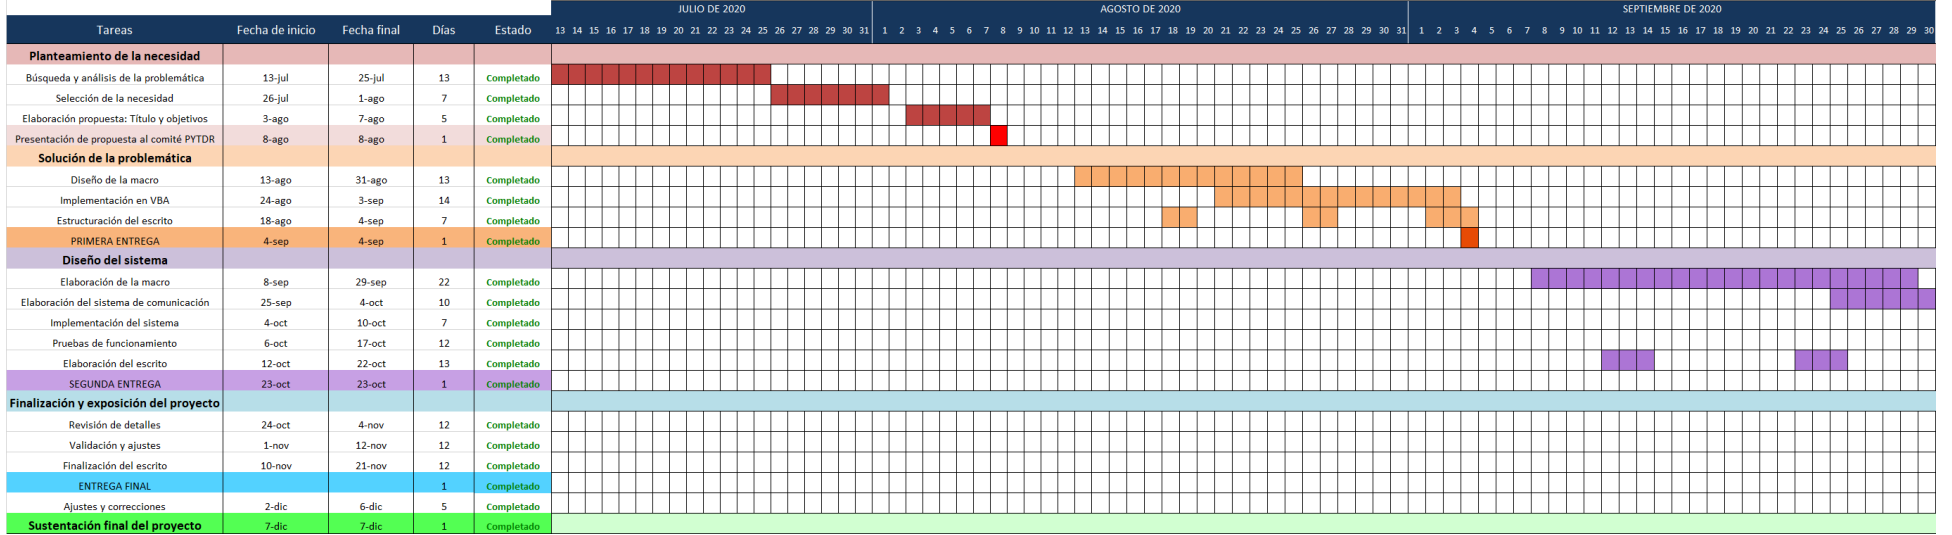 JULIO DE 2020 AGOSTO DE 2020 SEPTIEMBRE DE 2020
Tareas Fecha de inicio Fecha final Días Estado 13 14 15 16 17 18 19 20 21 22 23 24 25 26 27 28 29 30 31 1 2 3 4 5 6 7 8 9 10 11 12 13 14 15 16 17 18 19 20 21 22 23 24 25 26 27 28 29 30 31 1 2 3 4 5 6 7 8 9 10 11 12 13 14 15 16 17 18 19 20 21 22 23 24 25 26 27 28 29 30
Planteamiento de la necesidad
Búsqueda y análisis de la problemática 13-jul 25-jul 13 Completado
Selección de la necesidad 26-jul 1-ago 7 Completado
Elaboración propuesta: Título y objetivos 3-ago 7-ago 5 Completado
Presentación de propuesta al comité PYTDR 8-ago 8-ago 1 Completado
Solución de la problemática
Diseño de la macro 13-ago 31-ago 13 Completado
Implementación en VBA 24-ago 3-sep 14 Completado
Estructuración del escrito 18-ago 4-sep 7 Completado
PRIMERA ENTREGA 4-sep 4-sep 1 Completado
Diseño del sistema
Elaboración de la macro 8-sep 29-sep 22 Completado
Elaboración del sistema de comunicación 25-sep 4-oct 10 Completado
Implementación del sistema 4-oct 10-oct 7 Completado
Pruebas de funcionamiento 6-oct 17-oct 12 Completado
Elaboración del escrito 12-oct 22-oct 13 Completado
SEGUNDA ENTREGA 23-oct 23-oct 1 Completado
Finalización y exposición del proyecto
Revisión de detalles 24-oct 4-nov 12 Completado
Validación y ajustes 1-nov 12-nov 12 Completado
Finalización del escrito 10-nov 21-nov 12 Completado
ENTREGA FINAL 1 Completado
Ajustes y correcciones 2-dic 6-dic 5 Completado
Sustentación final del proyecto 7-dic 7-dic 1 Completado